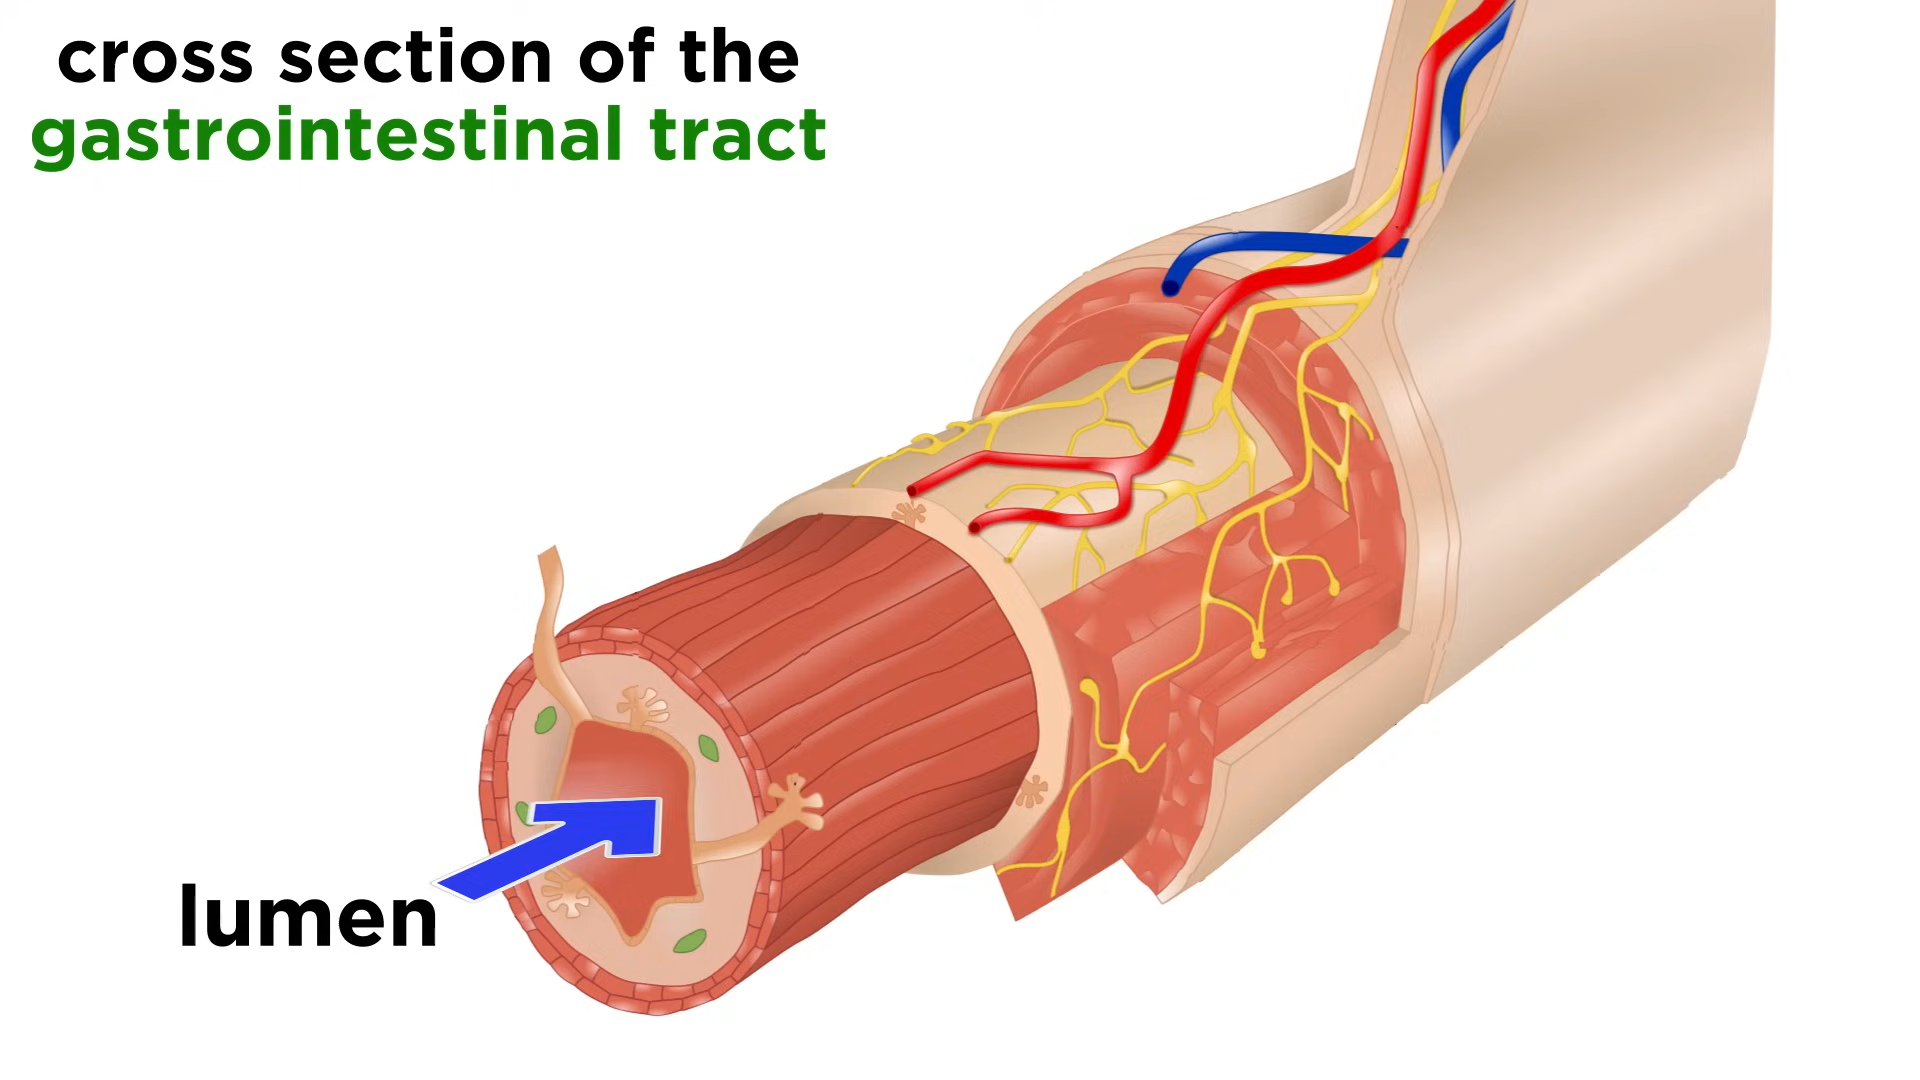 cross section of the
gastrointestinal tract
lumen